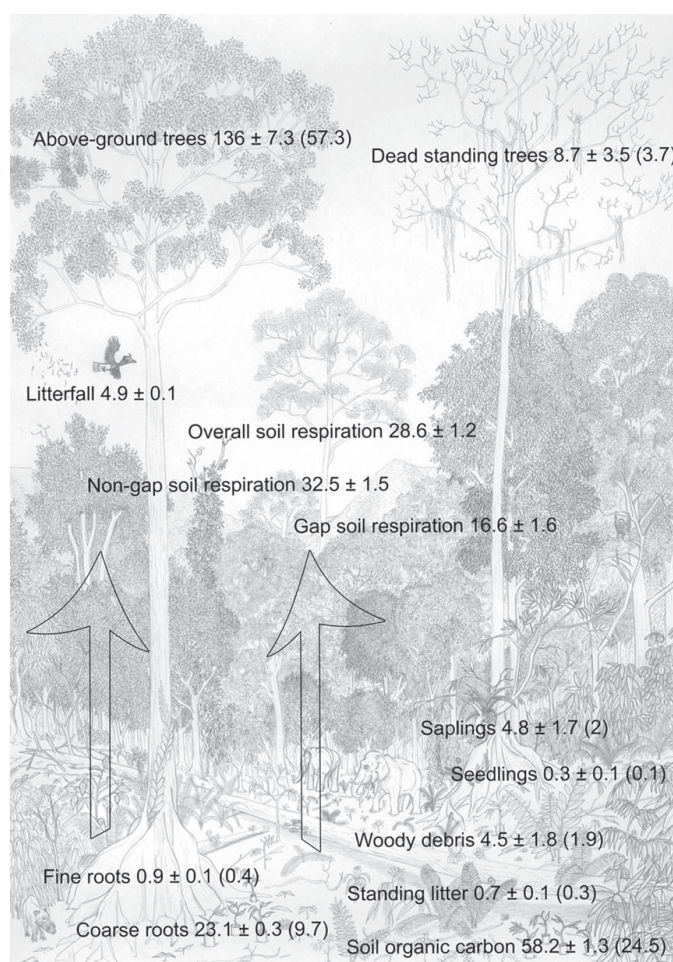 Above-ground trees 136 ± 7.3 (57.3)
Dead standing trees 8.7 ± 3.5 (3.7)
Litterfall 4.9 ± 0.1
Overall soil respiration 28.6 ± 1.2
Non-gap soil respiration 32.5 ± 1.5
Gap soil respiration 16.6 ± 1.6
Saplings 4.8 ± 1.7 (2)
Seedlings 0.3 ± 0.1 (0.1)
Woody debris 4.5 ± 1.8 (1.9)
Fine roots 0.9 ± 0.1 (0.4)
Standing litter 0.7 ± 0.1 (0.3)
Coarse roots 23.1 ± 0.3 (9.7)
Soil organic carbon 58.2 ± 1.3 (24.5)